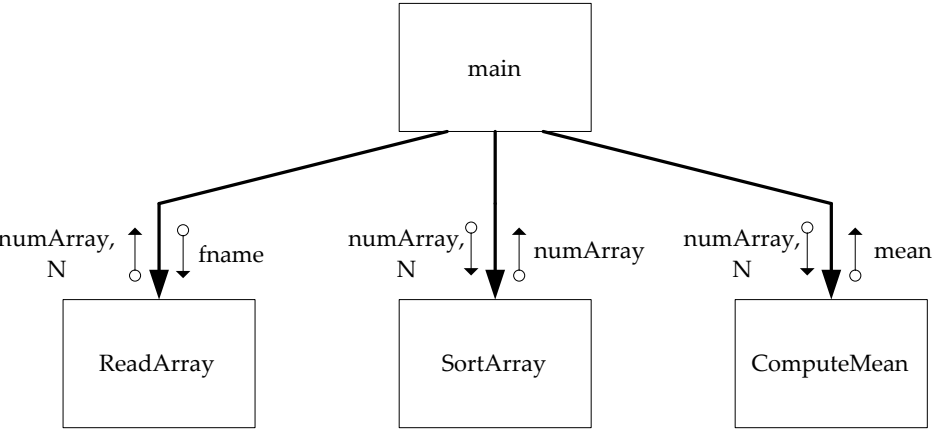 main
numArray,
N
fname
numArray,
N
numArray
numArray,
N
mean
ReadArray
SortArray
ComputeMean